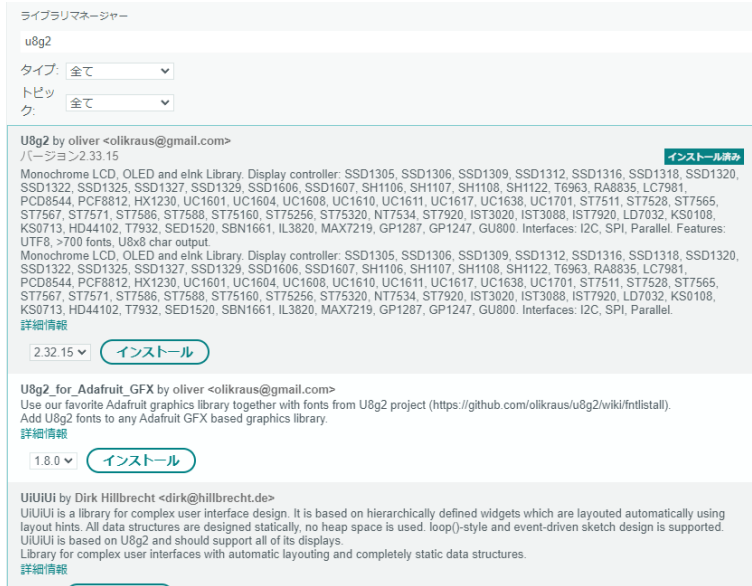 ライブラリマネージャー
u8g2
タイプ: 全て
トピッ
ク: 全て
U8g2 by oliver <olikraus@gmail.com>
バージョン2.33.15 インストール済み
Monochrome LCD, OLED and eInk Library. Display controller: SSD1305, SSD1306, SSD1309, SSD1312, SSD1316, SSD1318, SSD1320,
SSD1322, SSD1325, SSD1327, SSD1329, SSD1606, SSD1607, SH1106, SH1107, SH1108, SH1122, T6963, RA8835, LC7981,
PCD8544, PCF8812, HX1230, UC1601, UC1604, UC1608, UC1610, UC1611, UC1617, UC1638, UC1701, ST7511, ST7528, ST7565,
ST7567, ST7571, ST7586, ST7588, ST75160, ST75256, ST75320, NT7534, ST7920, IST3020, IST3088, IST7920, LD7032, KS0108,
KS0713, HD44102, T7932, SED1520, SBN1661, IL3820, MAX7219, GP1287, GP1247, GU800. Interfaces: I2C, SPI, Parallel. Features:
UTF8, >700 fonts, U8x8 char output.
Monochrome LCD, OLED and eInk Library. Display controller: SSD1305, SSD1306, SSD1309, SSD1312, SSD1316, SSD1318, SSD1320,
SSD1322, SSD1325, SSD1327, SSD1329, SSD1606, SSD1607, SH1106, SH1107, SH1108, SH1122, T6963, RA8835, LC7981,
PCD8544, PCF8812, HX1230, UC1601, UC1604, UC1608, UC1610, UC1611, UC1617, UC1638, UC1701, ST7511, ST7528, ST7565,
ST7567, ST7571, ST7586, ST7588, ST75160, ST75256, ST75320, NT7534, ST7920, IST3020, IST3088, IST7920, LD7032, KS0108,
KS0713, HD44102, T7932, SED1520, SBN1661, IL3820, MAX7219, GP1287, GP1247, GU800. Interfaces: I2C, SPI, Parallel.
詳細情報
2.32.15 インストール
U8g2_for_Adafruit_GFX by oliver <olikraus@gmail.com>
Use our favorite Adafruit graphics library together with fonts from U8g2 project (https://github.com/olikraus/u8g2/wiki/fntlistall).
Add U8g2 fonts to any Adafruit GFX based graphics library.
詳細情報
1.8.0 インストール
UiUiUi by Dirk Hillbrecht <dirk@hillbrecht.de>
UiUiUi is a library for complex user interface design. It is based on hierarchically defined widgets which are layouted automatically using
layout hints. All data structures are designed statically, no heap space is used. loop()-style and event-driven sketch design is supported.
UiUiUi is based on U8g2 and should support all of its displays.
Library for complex user interfaces with automatic layouting and completely static data structures.
詳細情報